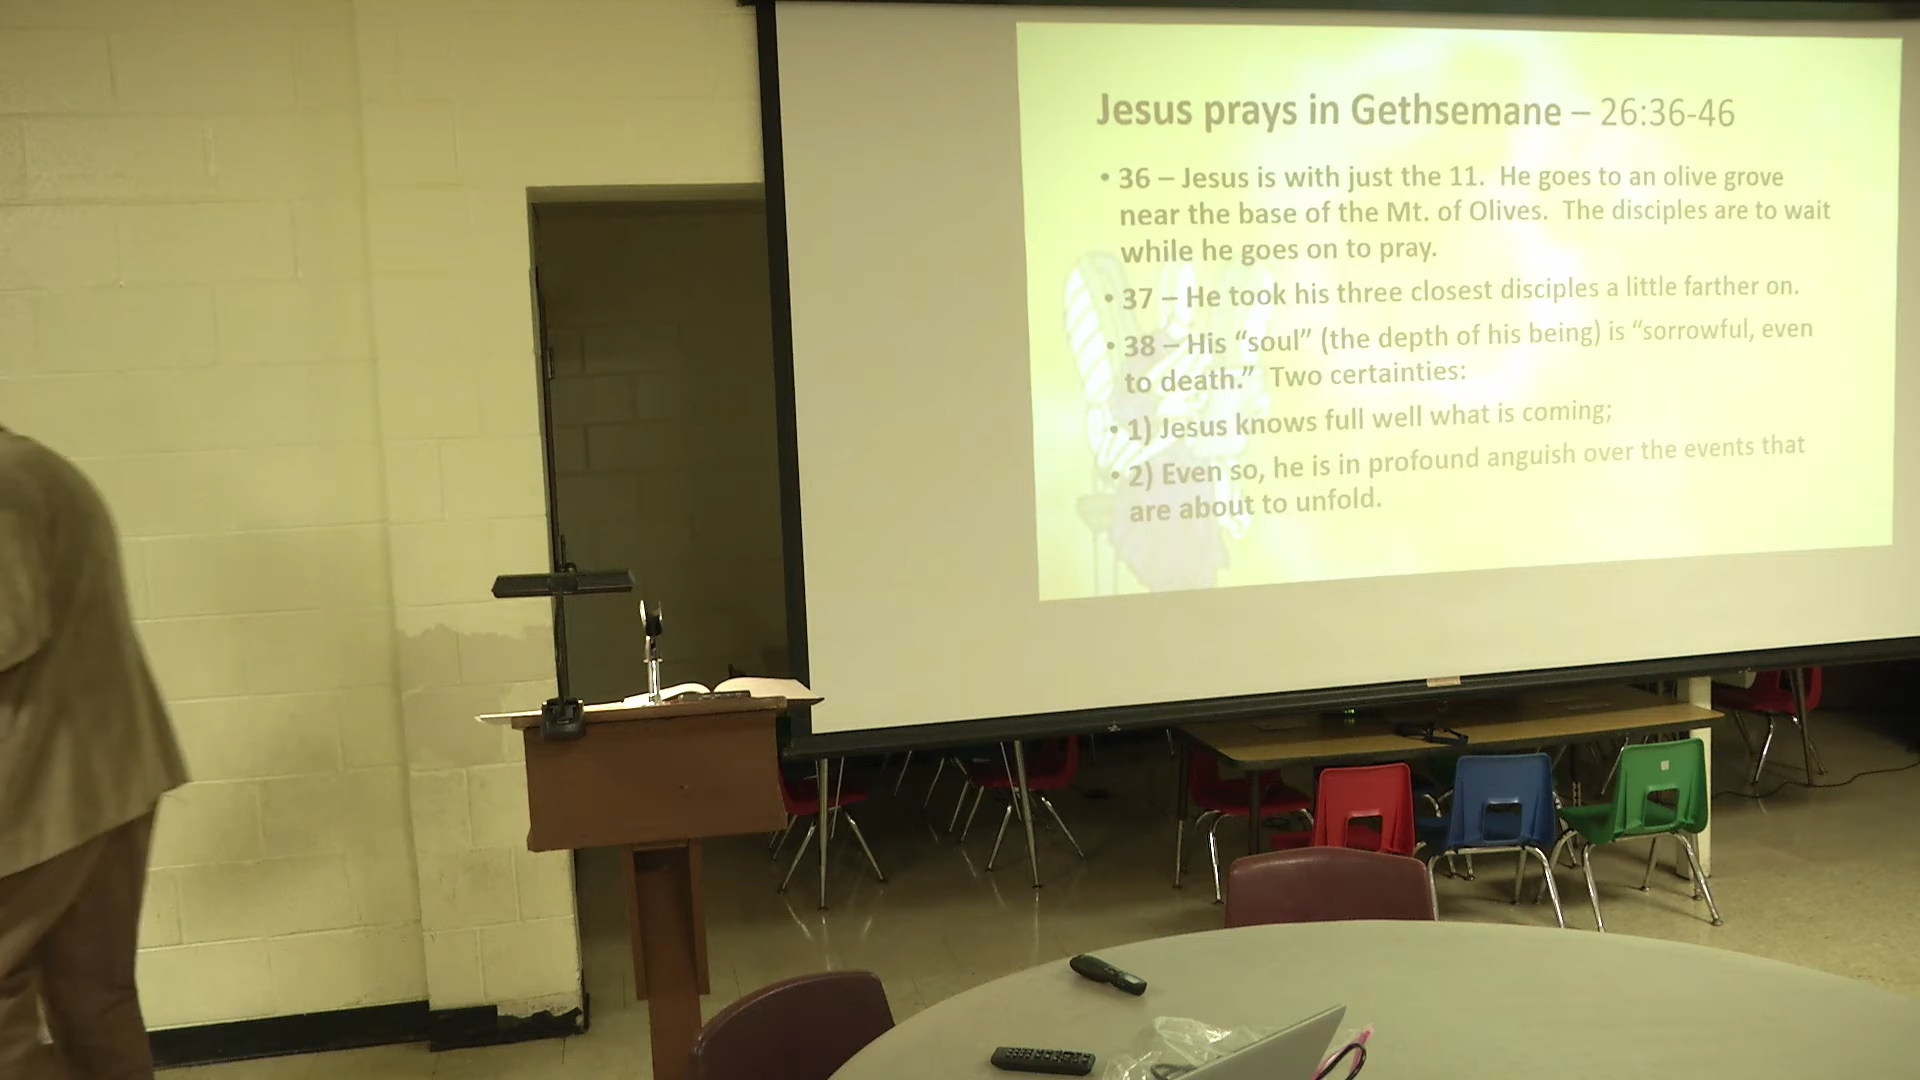 Jesus prays in Gethsemane – 26:36-46
• 36 – Jesus is with just the 11. He goes to an olive grove
near the base of the Mt. of Olives. The disciples are to wait
while he goes on to pray.
• 37 – He took his three closest disciples a little farther on.
• 38 – His “soul” (the depth of his being) is “sorrowful, even
to death.” Two certainties:
• 1) Jesus knows full well what is coming;
• 2) Even so, he is in profound anguish over the events that
are about to unfold.